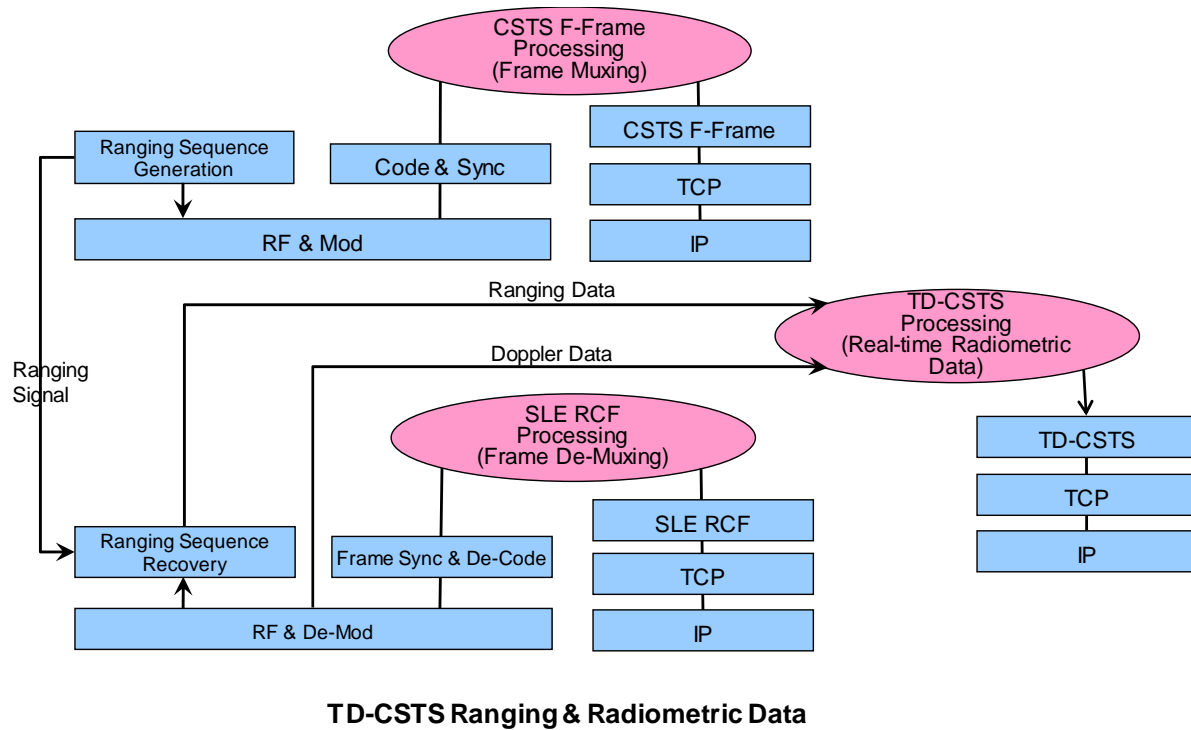 CSTS F-Frame
Processing
(Frame Muxing)
CSTS F-Frame
Ranging Sequence
Generation
Code & Sync
TCP
RF & Mod
IP
Ranging Data
TD-CSTS
Processing
(Real-time Radiometric
Data)
Doppler Data
Ranging
Signal
SLE RCF
Processing
(Frame De-Muxing)
TD-CSTS
TCP
IP
SLE RCF
Ranging Sequence
Recovery
Frame Sync & De-Code
TCP
RF & De-Mod
IP
TD-CSTS Ranging & Radiometric Data